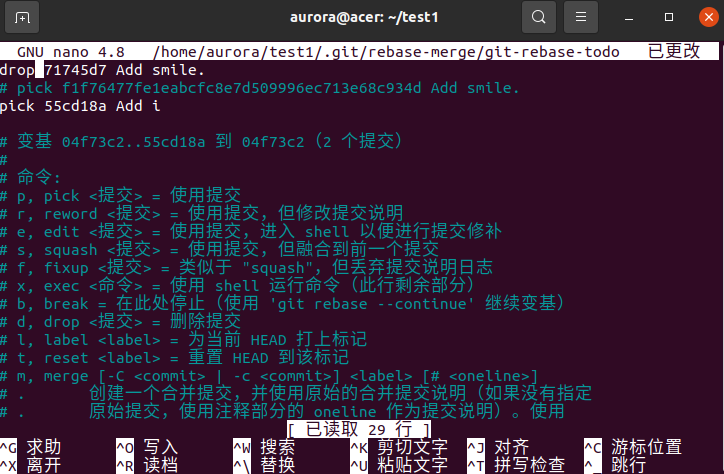 aurora@acer: ~/test1
GNU nano 4.8 /home/aurora/test1/.git/rebase-merge/git-rebase-todo 已更改
drop 71745d7 Add smile.
# pick f1f76477fe1eabcfc8e7d509996ec713e68c934d Add smile.
pick 55cd18a Add i
# 变基 04f73c2..55cd18a 到 04f73c2（2 个提交）
#
# 命令:
# p, pick <提交> = 使用提交
# r, reword <提交> = 使用提交，但修改提交说明
# e, edit <提交> = 使用提交，进入 shell 以便进行提交修补
# s, squash <提交> = 使用提交，但融合到前一个提交
# f, fixup <提交> = 类似于 "squash"，但丢弃提交说明日志
# x, exec <命令> = 使用 shell 运行命令（此行剩余部分）
# b, break = 在此处停止（使用 'git rebase --continue' 继续变基）
# d, drop <提交> = 删除提交
# l, label <label> = 为当前 HEAD 打上标记
# t, reset <label> = 重置 HEAD 到该标记
# m, merge [-C <commit> | -c <commit>] <label> [# <oneline>]
# . 创建一个合并提交，并使用原始的合并提交说明（如果没有指定
# . 原始提交，使用注释部分的 oneline 作为提交说明）。使用
[ 已读取 29 行 ]
^G 求助 ^O 写入 ^W 搜索 ^K 剪切文字 ^J 对齐 ^C 游标位置
^X 离开 ^R 读档 ^\ 替换 ^U 粘贴文字 ^T 拼写检查 ^_ 跳行